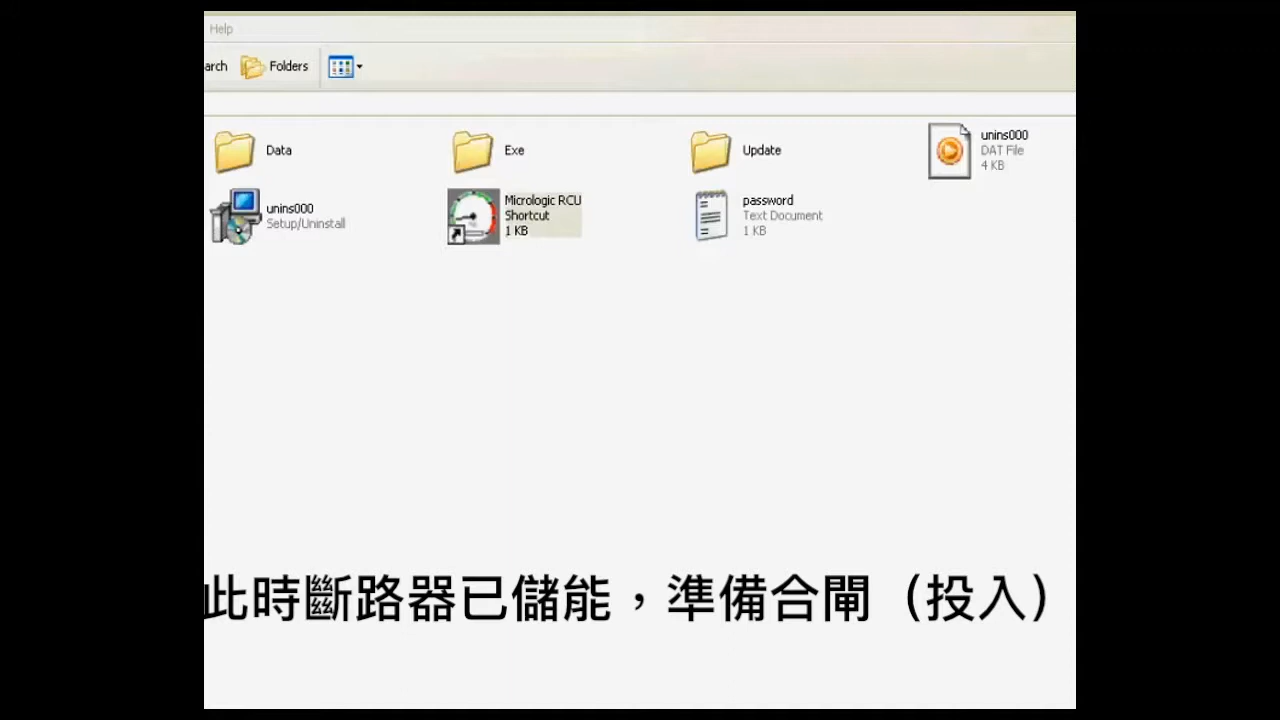 Help
arch Folders
Data
Exe
Update
unins000
DAT File
4 KB
unins000
Setup/Uninstall
Micrologic RCU
Shortcut
1 KB
password
Text Document
1 KB
此時斷路器已儲能，準備合閘（投入）